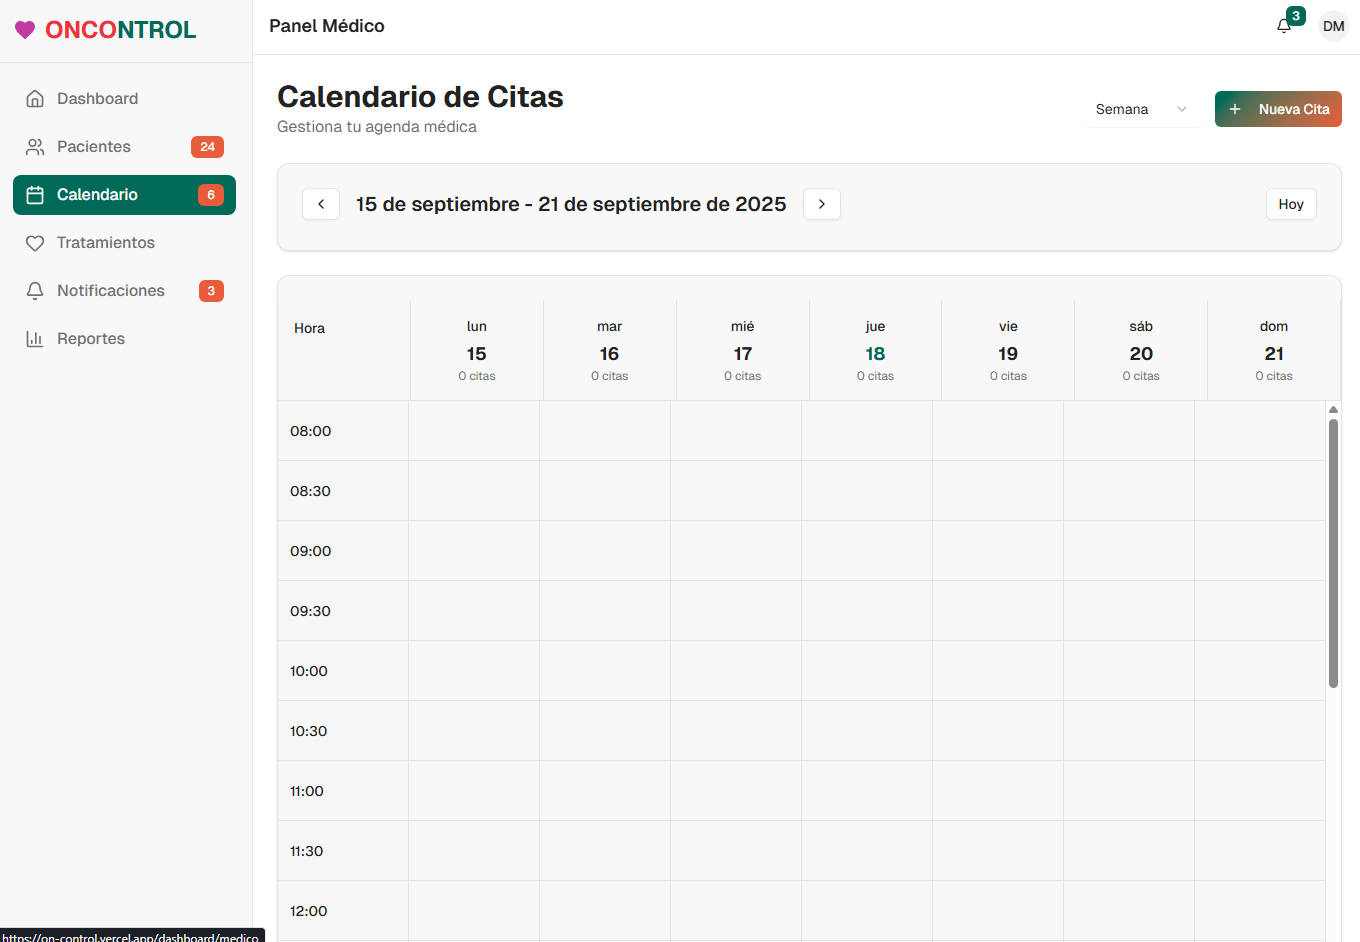 ONCONTROL
Dashboard
Pacientes 24
Calendario 6
Tratamientos
Notificaciones 3
Reportes
Panel Médico
3
DM
Calendario de Citas
Gestiona tu agenda médica
Semana
+ Nueva Cita
15 de septiembre - 21 de septiembre de 2025
Hoy
Hora lun mar mié jue vie sáb dom
15 16 17 18 19 20 21
0 citas 0 citas 0 citas 0 citas 0 citas 0 citas 0 citas
08:00
08:30
09:00
09:30
10:00
10:30
11:00
11:30
12:00
https://on-control.vercel.app/dashboard/medico